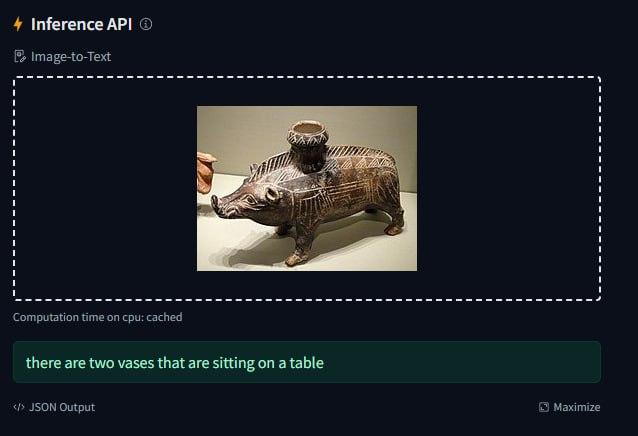 Inference API
Image-to-Text
Computation time on cpu: cached
there are two vases that are sitting on a table
JSON Output
Maximize